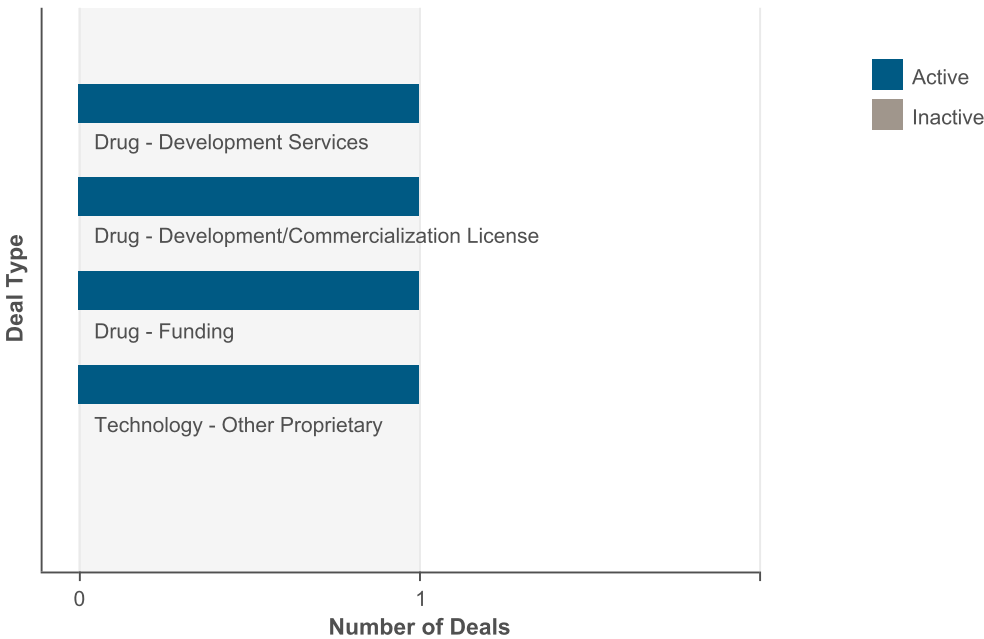 Active
Inactive
Drug - Development Services
Drug - Development/Commercialization License
Drug - Funding
Technology - Other Proprietary
Deal Type
0 1
Number of Deals